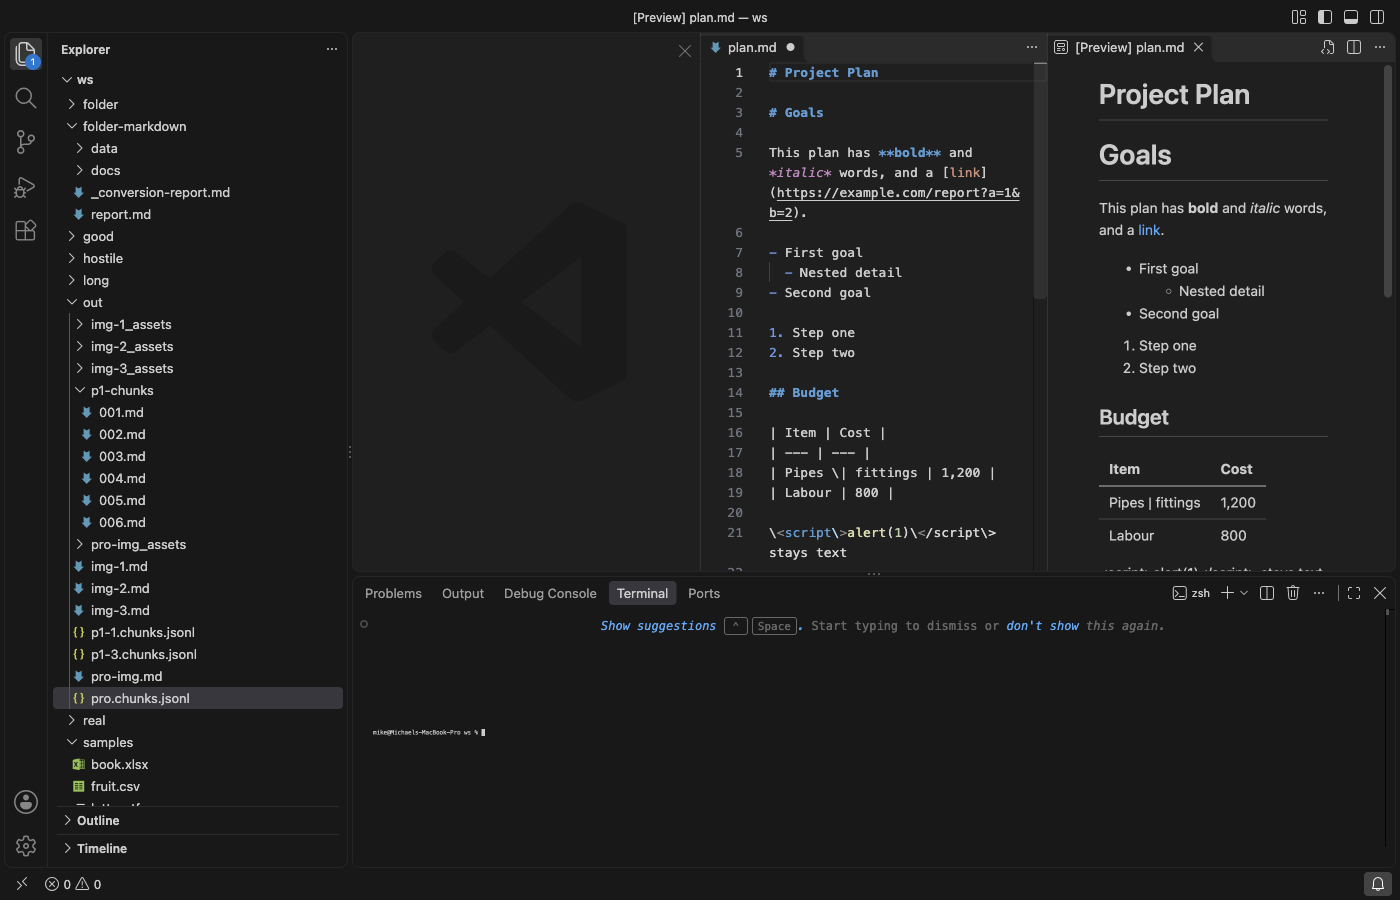 [Preview] plan.md — ws
Explorer
1
ws
folder
folder-markdown
data
docs
_conversion-report.md
report.md
good
hostile
long
out
img-1_assets
img-2_assets
img-3_assets
p1-chunks
001.md
002.md
003.md
004.md
005.md
006.md
pro-img_assets
img-1.md
img-2.md
img-3.md
{} p1-1.chunks.jsonl
{} p1-3.chunks.jsonl
pro-img.md
{} pro.chunks.jsonl
real
samples
book.xlsx
fruit.csv
Outline
Timeline
plan.md
1 # Project Plan
2
3 # Goals
4
5 This plan has **bold** and
*italic* words, and a [link]
(https://example.com/report?a=1&
b=2).
6
7 - First goal
8   - Nested detail
9 - Second goal
10
11 1. Step one
12 2. Step two
13
14 ## Budget
15
16 | Item | Cost |
17 | --- | --- |
18 | Pipes \| fittings | 1,200 |
19 | Labour | 800 |
20
21 \<script\>alert(1)\</script\>
stays text
[Preview] plan.md
Project Plan
Goals
This plan has bold and italic words,
and a link.
• First goal
◦ Nested detail
• Second goal
1. Step one
2. Step two
Budget
Item Cost
Pipes | fittings 1,200
Labour 800
Problems Output Debug Console Terminal Ports
zsh
Show suggestions ^ Space. Start typing to dismiss or don't show this again.
mike@Michaels-MacBook-Pro ws %
0 0